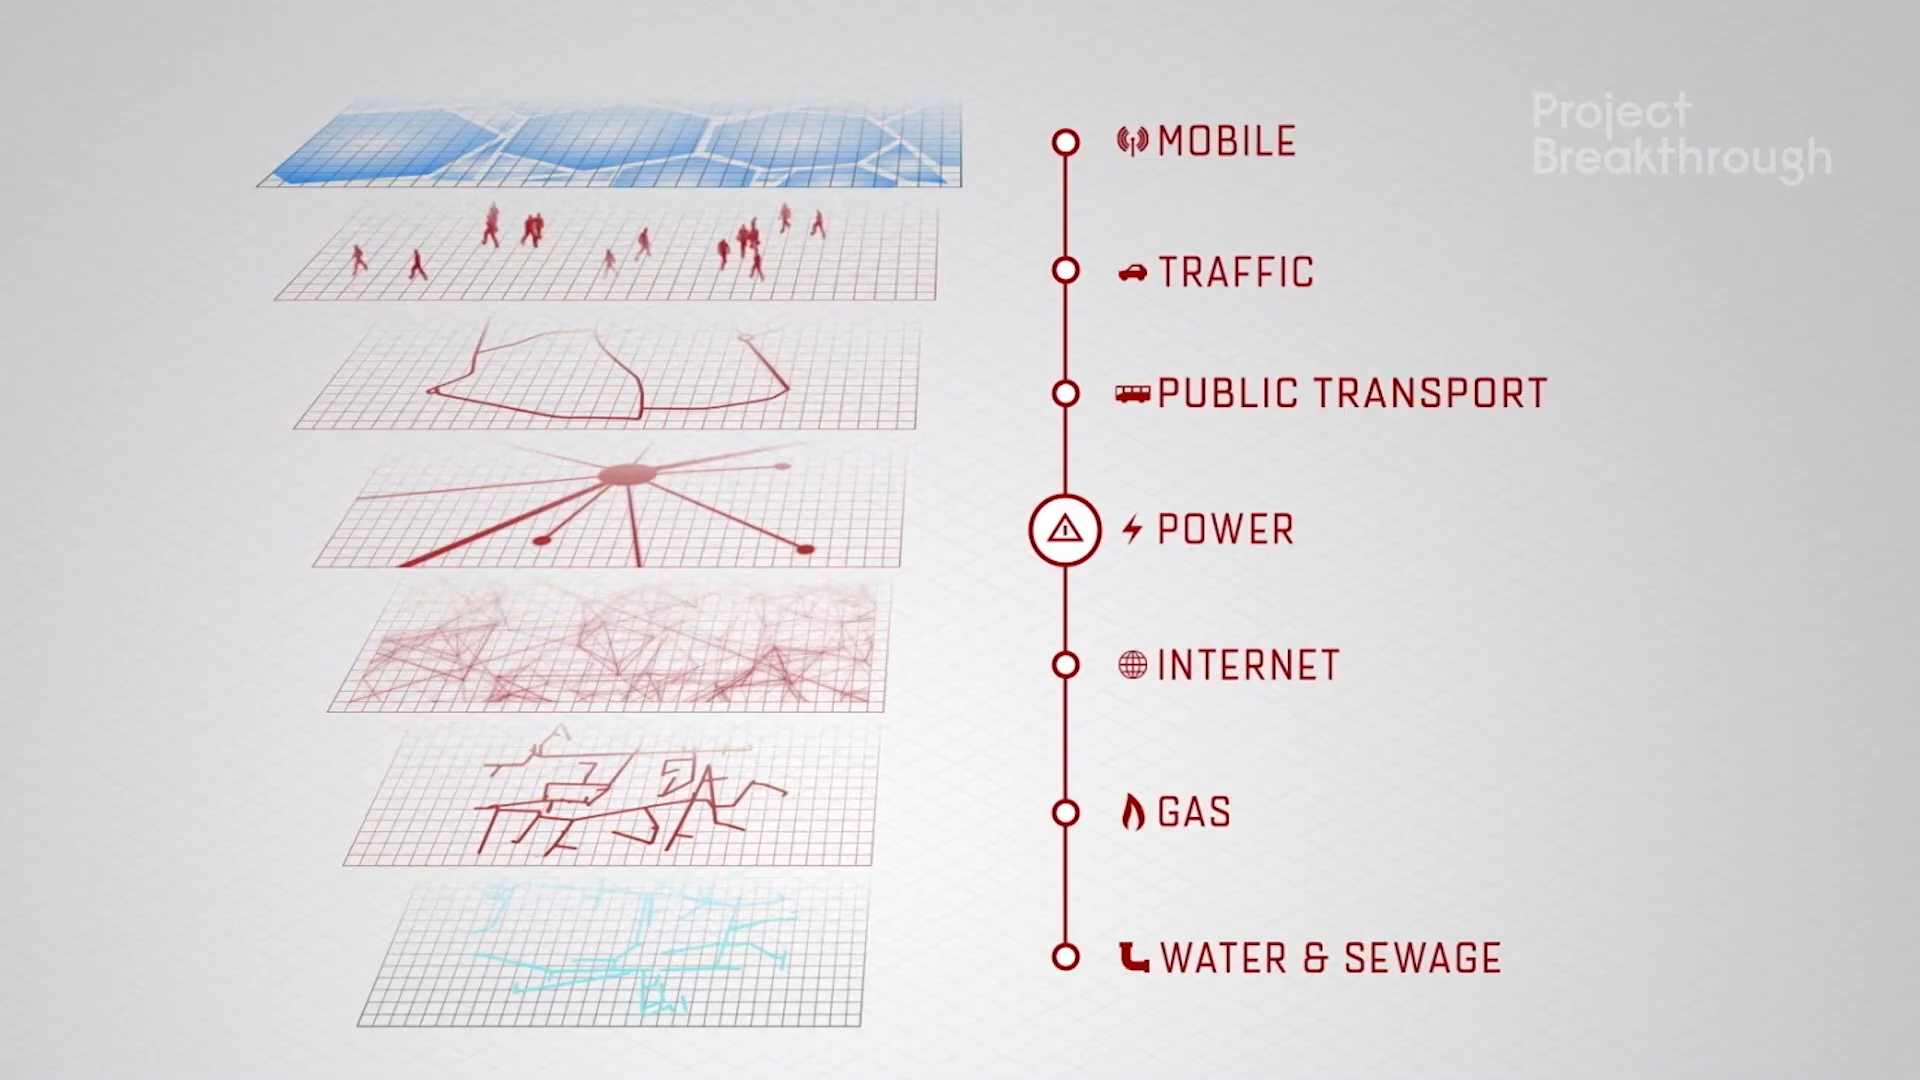 Project
Breakthrough
MOBILE
TRAFFIC
PUBLIC TRANSPORT
POWER
INTERNET
GAS
WATER & SEWAGE